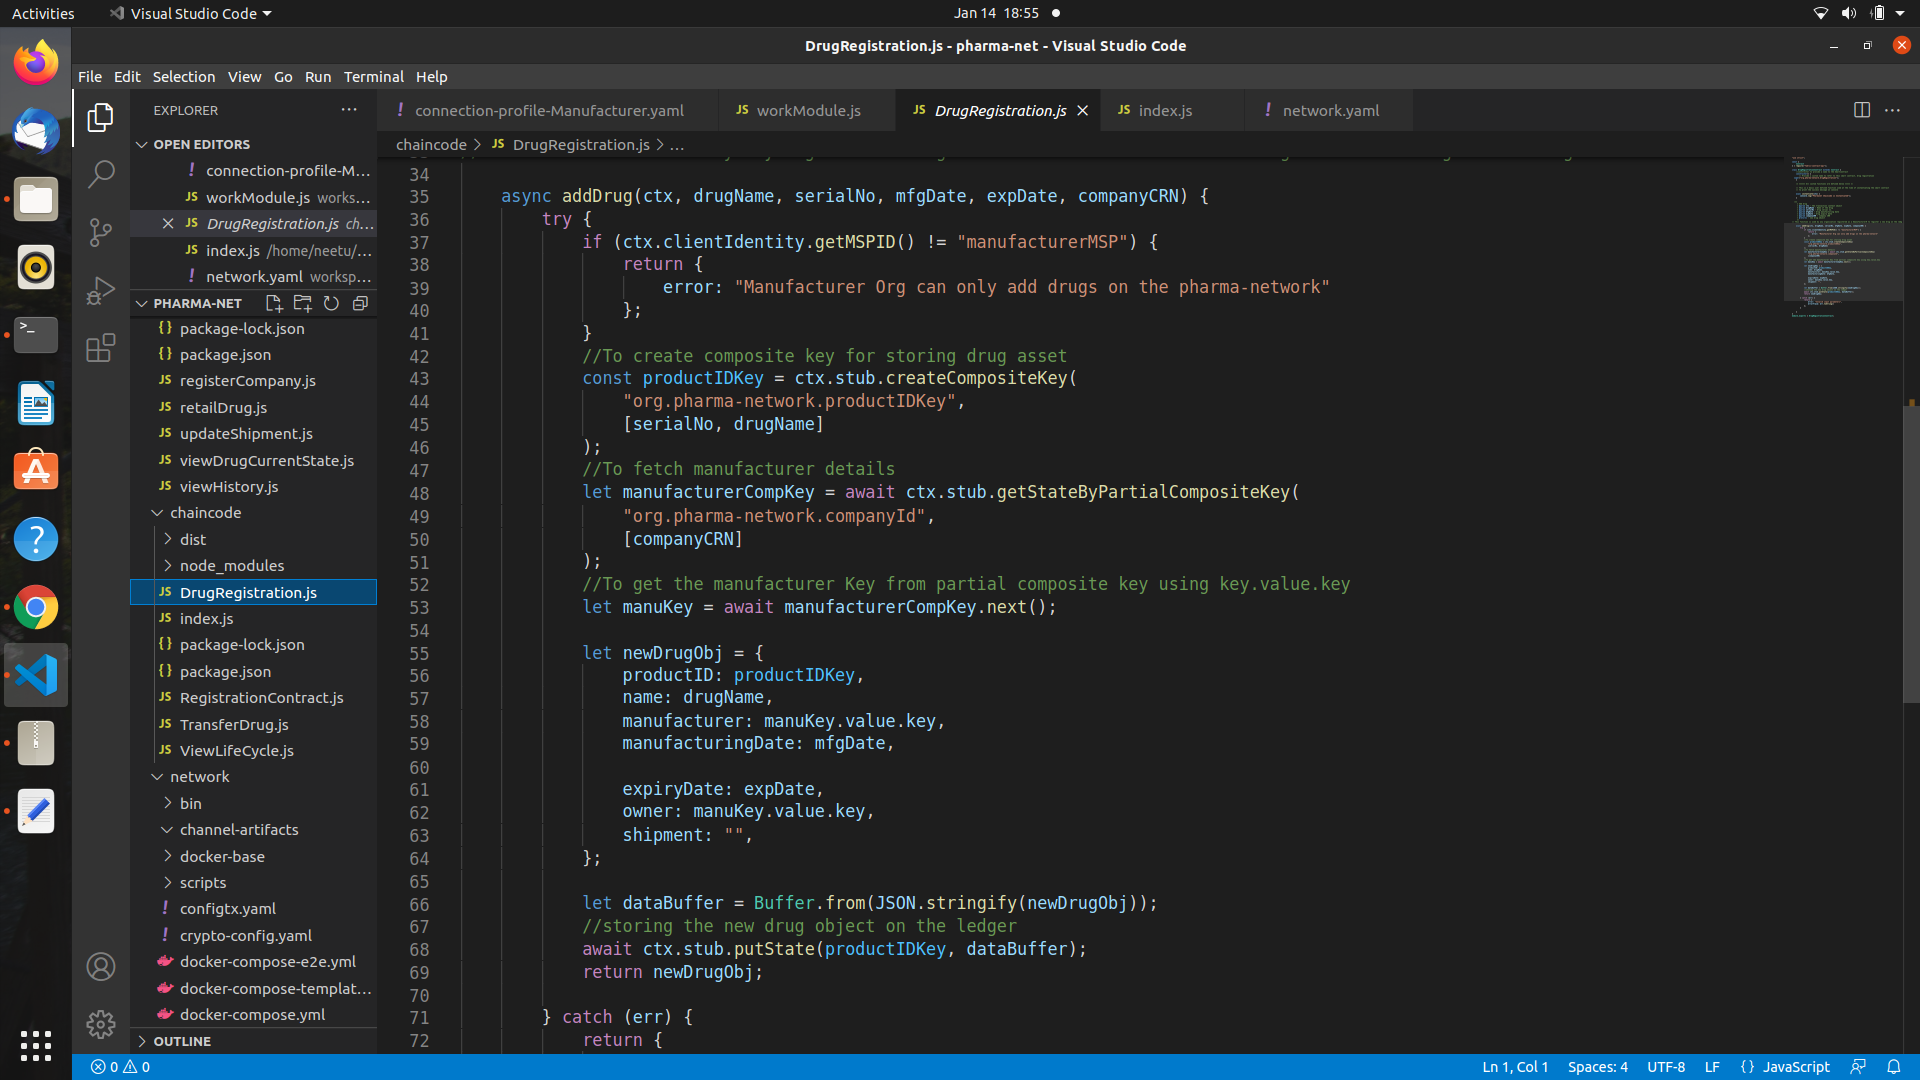 Activities
Visual Studio Code
Jan 14 18:55
DrugRegistration.js - pharma-net - Visual Studio Code
File Edit Selection View Go Run Terminal Help
EXPLORER
OPEN EDITORS
! connection-profile-M...
JS workModule.js works...
JS DrugRegistration.js ch...
JS index.js /home/neetu/...
! network.yaml worksp...
PHARMA-NET
{} package-lock.json
{} package.json
JS registerCompany.js
JS retailDrug.js
JS updateShipment.js
JS viewDrugCurrentState.js
JS viewHistory.js
chaincode
dist
node_modules
JS DrugRegistration.js
JS index.js
{} package-lock.json
{} package.json
JS RegistrationContract.js
JS TransferDrug.js
JS ViewLifeCycle.js
network
bin
channel-artifacts
docker-base
scripts
! configtx.yaml
! crypto-config.yaml
docker-compose-e2e.yml
docker-compose-templat...
docker-compose.yml
OUTLINE
! connection-profile-Manufacturer.yaml JS workModule.js JS DrugRegistration.js JS index.js ! network.yaml
chaincode > JS DrugRegistration.js > ...
34
35 async addDrug(ctx, drugName, serialNo, mfgDate, expDate, companyCRN) {
36 try {
37 if (ctx.clientIdentity.getMSPID() != "manufacturerMSP") {
38 return {
39 error: "Manufacturer Org can only add drugs on the pharma-network"
40 };
41 }
42 //To create composite key for storing drug asset
43 const productIDKey = ctx.stub.createCompositeKey(
44 "org.pharma-network.productIDKey",
45 [serialNo, drugName]
46 );
47 //To fetch manufacturer details
48 let manufacturerCompKey = await ctx.stub.getStateByPartialCompositeKey(
49 "org.pharma-network.companyId",
50 [companyCRN]
51 );
52 //To get the manufacturer Key from partial composite key using key.value.key
53 let manuKey = await manufacturerCompKey.next();
54
55 let newDrugObj = {
56 productID: productIDKey,
57 name: drugName,
58 manufacturer: manuKey.value.key,
59 manufacturingDate: mfgDate,
60
61 expiryDate: expDate,
62 owner: manuKey.value.key,
63 shipment: "",
64 };
65
66 let dataBuffer = Buffer.from(JSON.stringify(newDrugObj));
67 //storing the new drug object on the ledger
68 await ctx.stub.putState(productIDKey, dataBuffer);
69 return newDrugObj;
70
71 } catch (err) {
72 return {
0 0
Ln 1, Col 1 Spaces: 4 UTF-8 LF {} JavaScript